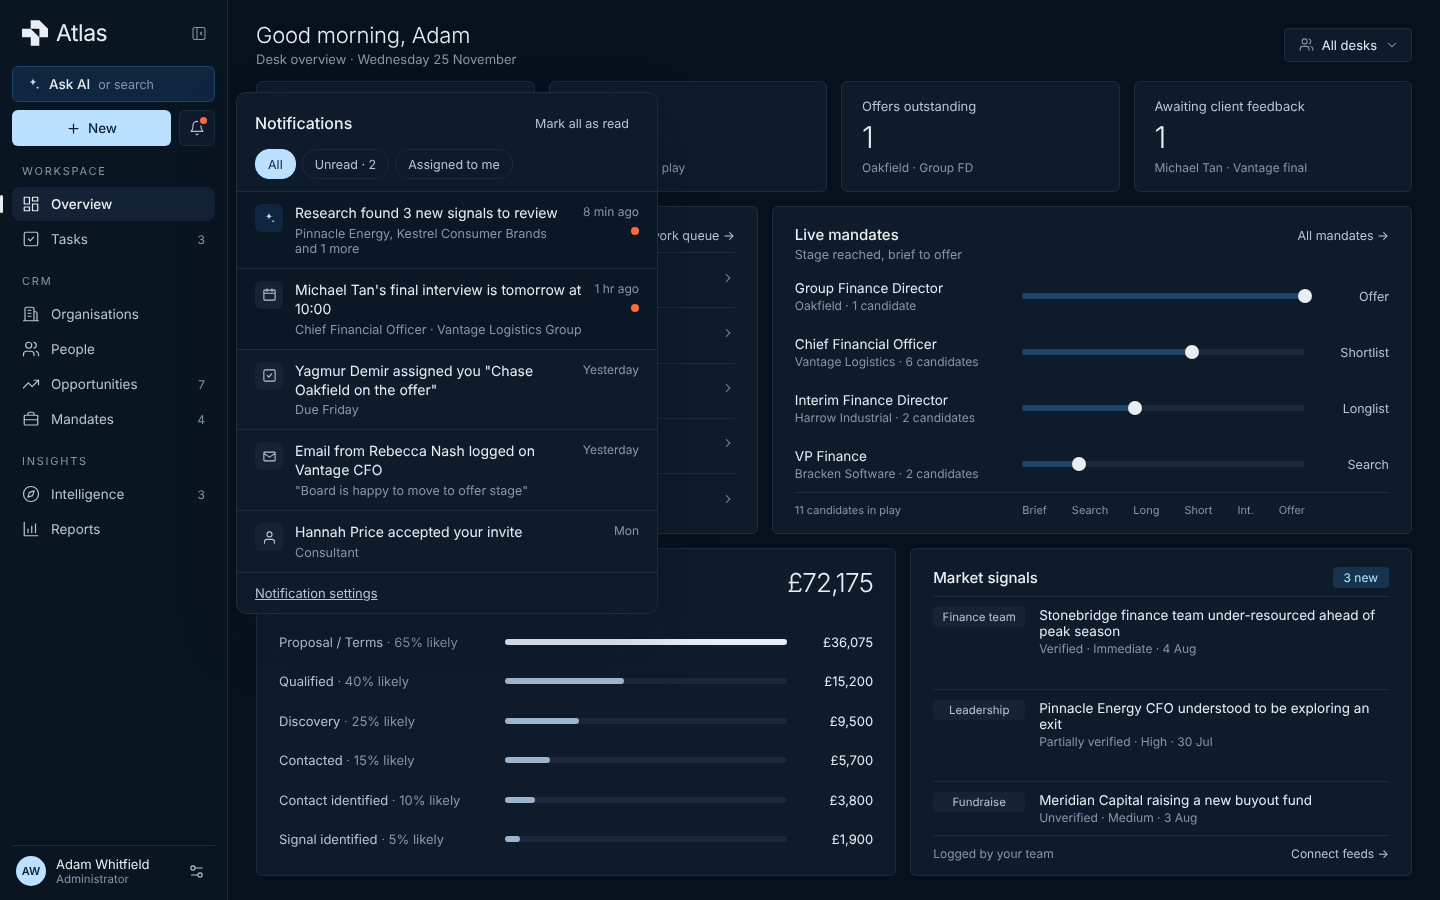 Atlas
Ask AI or search
New
WORKSPACE
Overview
Tasks 3
CRM
Organisations
People
Opportunities 7
Mandates 4
INSIGHTS
Intelligence 3
Reports
AW
Adam Whitfield
Administrator
Good morning, Adam
Desk overview · Wednesday 25 November
All desks
Notifications
Mark all as read
All
Unread · 2
Assigned to me
Research found 3 new signals to review 8 min ago
Pinnacle Energy, Kestrel Consumer Brands
and 1 more
Michael Tan's final interview is tomorrow at 1 hr ago
10:00
Chief Financial Officer · Vantage Logistics Group
Yagmur Demir assigned you "Chase Yesterday
Oakfield on the offer"
Due Friday
Email from Rebecca Nash logged on Yesterday
Vantage CFO
"Board is happy to move to offer stage"
Hannah Price accepted your invite Mon
Consultant
Notification settings
play
Offers outstanding
1
Oakfield · Group FD
Awaiting client feedback
1
Michael Tan · Vantage final
ork queue →
Live mandates
All mandates →
Stage reached, brief to offer
Group Finance Director
Oakfield · 1 candidate
Offer
Chief Financial Officer
Vantage Logistics · 6 candidates
Shortlist
Interim Finance Director
Harrow Industrial · 2 candidates
Longlist
VP Finance
Bracken Software · 2 candidates
Search
11 candidates in play
Brief Search Long Short Int. Offer
£72,175
Proposal / Terms · 65% likely £36,075
Qualified · 40% likely £15,200
Discovery · 25% likely £9,500
Contacted · 15% likely £5,700
Contact identified · 10% likely £3,800
Signal identified · 5% likely £1,900
Market signals
3 new
Finance team
Stonebridge finance team under-resourced ahead of
peak season
Verified · Immediate · 4 Aug
Leadership
Pinnacle Energy CFO understood to be exploring an
exit
Partially verified · High · 30 Jul
Fundraise
Meridian Capital raising a new buyout fund
Unverified · Medium · 3 Aug
Logged by your team
Connect feeds →